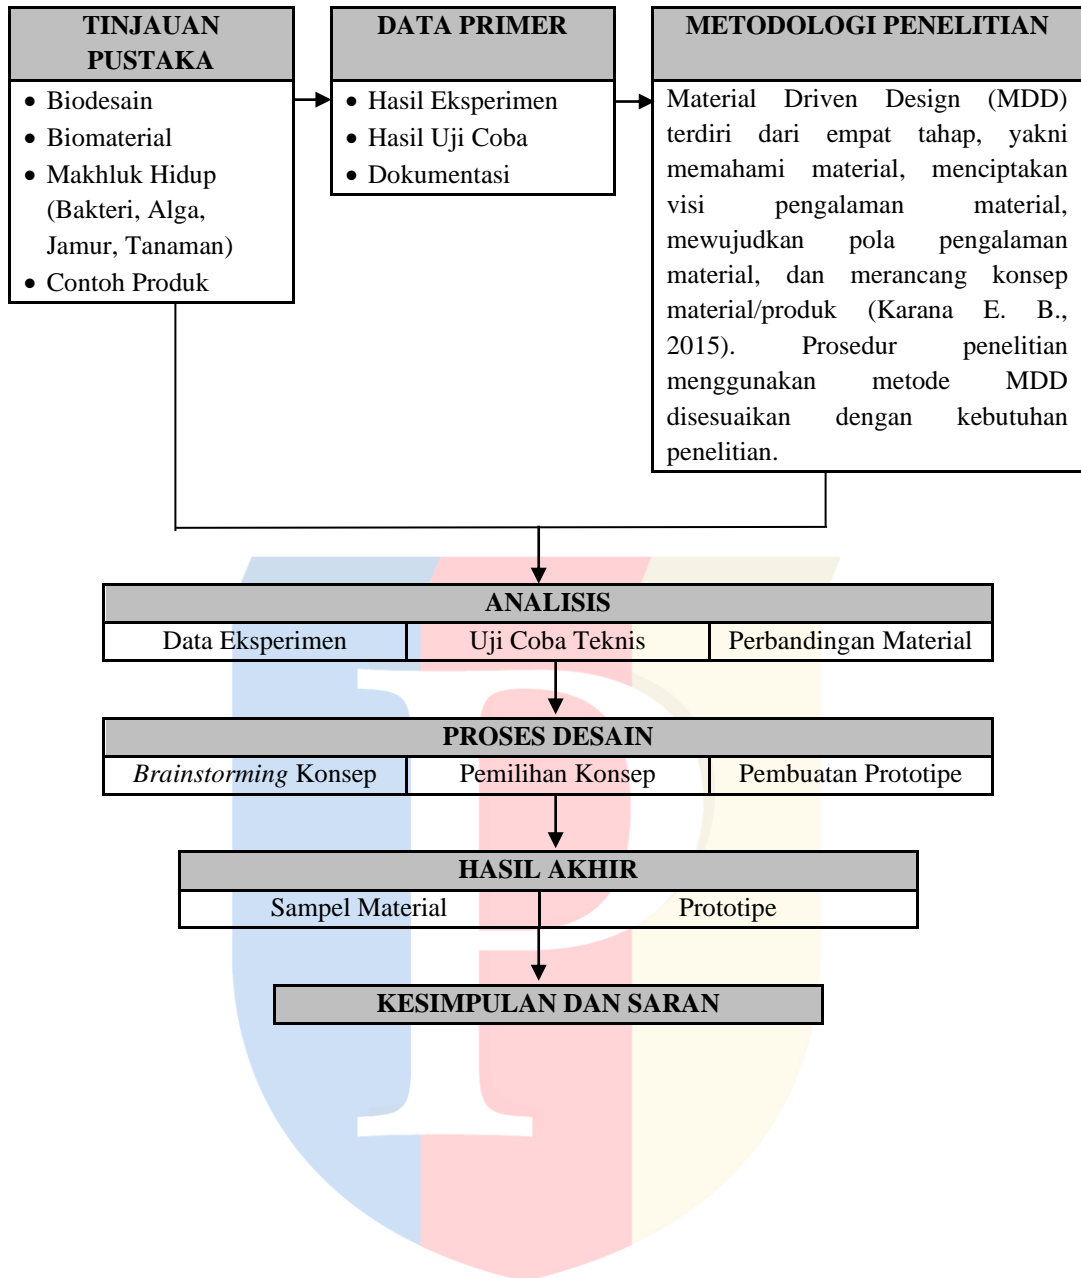 TINJAUAN
PUSTAKA
• Biodesain
• Biomaterial
• Makhluk Hidup
(Bakteri, Alga,
Jamur, Tanaman)
• Contoh Produk
DATA PRIMER
• Hasil Eksperimen
• Hasil Uji Coba
• Dokumentasi
METODOLOGI PENELITIAN
Material Driven Design (MDD)
terdiri dari empat tahap, yakni
memahami material, menciptakan
visi pengalaman material,
mewujudkan pola pengalaman
material, dan merancang konsep
material/produk (Karana E. B.,
2015). Prosedur penelitian
menggunakan metode MDD
disesuaikan dengan kebutuhan
penelitian.
ANALISIS
Data Eksperimen Uji Coba Teknis Perbandingan Material
PROSES DESAIN
Brainstorming Konsep Pemilihan Konsep Pembuatan Prototipe
HASIL AKHIR
Sampel Material Prototipe
KESIMPULAN DAN SARAN